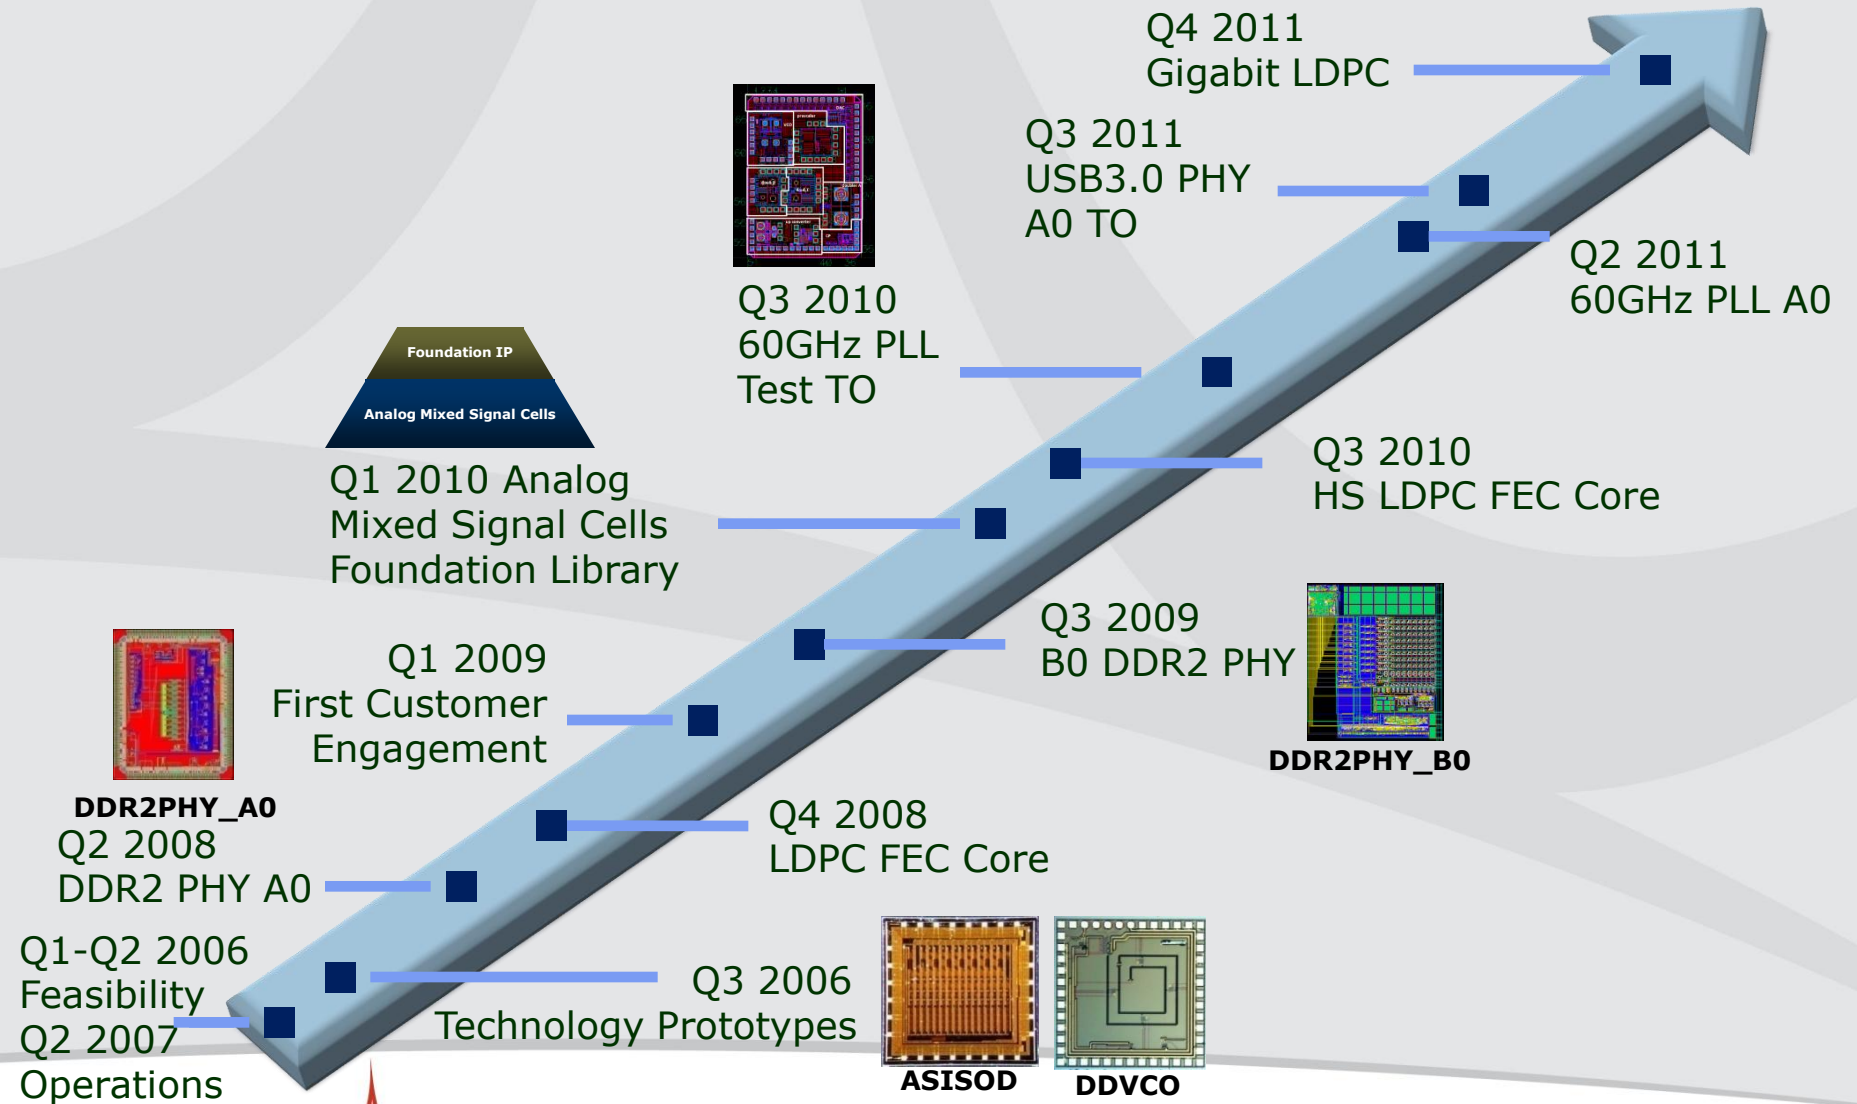 Q4 2011
Gigabit LDPC
Q3 2011
USB3.0 PHY
A0 TO
Q2 2011
60GHz PLL A0
Q3 2010
60GHz PLL
Test TO
Foundation IP
Analog Mixed Signal Cells
Q1 2010 Analog
Mixed Signal Cells
Foundation Library
Q3 2010
HS LDPC FEC Core
Q3 2009
B0 DDR2 PHY
DDR2PHY_B0
Q1 2009
First Customer
Engagement
DDR2PHY_A0
Q2 2008
DDR2 PHY A0
Q4 2008
LDPC FEC Core
Q1-Q2 2006
Feasibility
Q2 2007
Operations
Q3 2006
Technology Prototypes
ASISOD
DDVCO